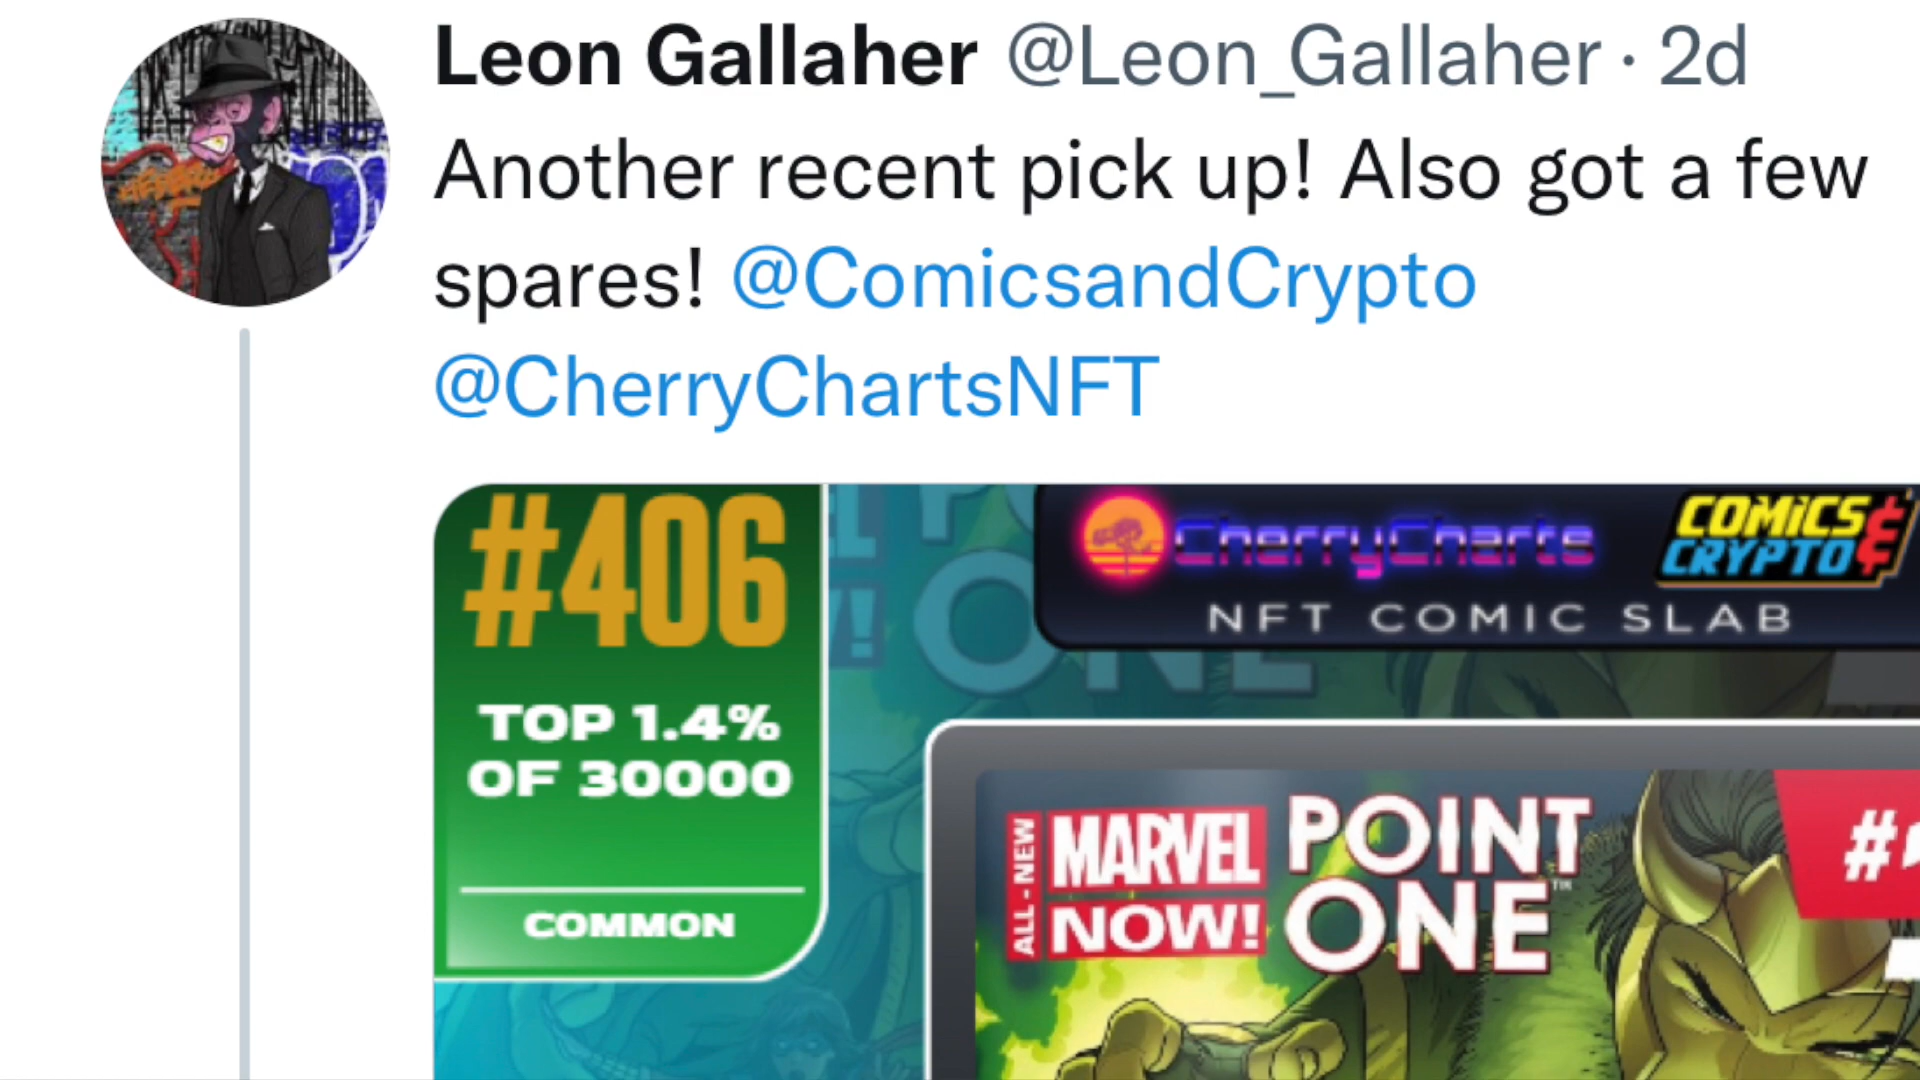 Leon Gallaher @Leon_Gallaher · 2d
Another recent pick up! Also got a few
spares! @ComicsandCrypto
@CherryChartsNFT
#406
TOP 1.4%
OF 30000
COMMON
CherryCharts
COMICS &
CRYPTO
NFT COMIC SLAB
ALL-NEW
MARVEL
NOW!
POINT
ONE
™
#